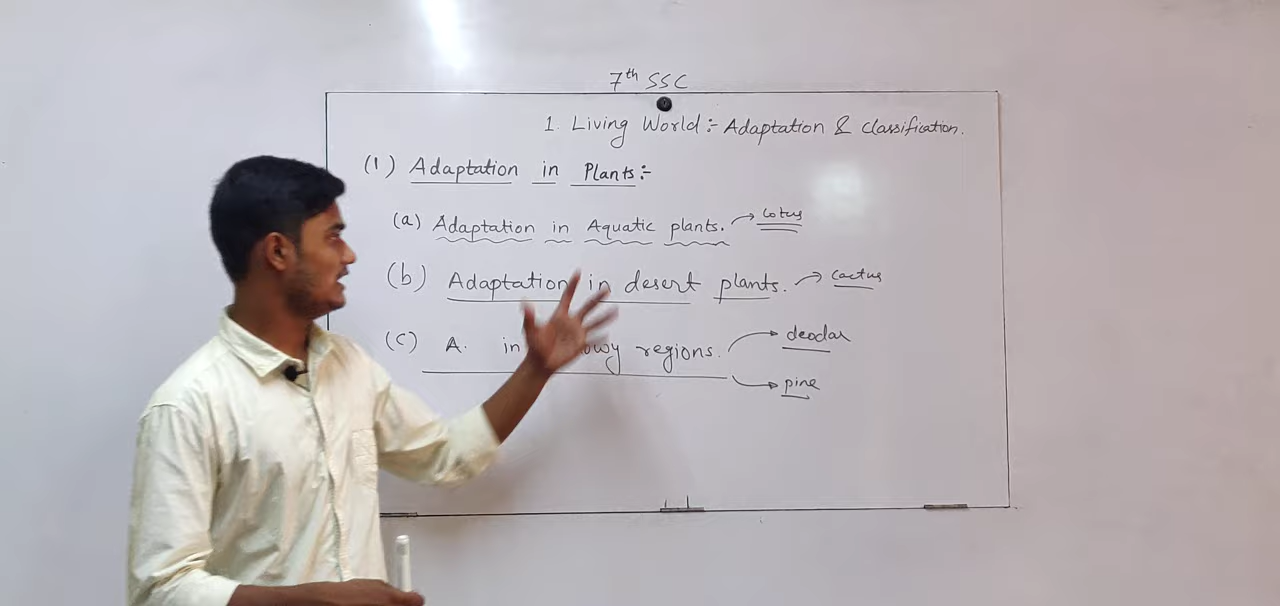 7th SSC
1. Living World:- Adaptation & Classification.
(1) Adaptation in Plants:-
(a) Adaptation in Aquatic plants. → Lotus
(b) Adaptation in desert plants. → Cactus
(c) A. in regions. → deodar
→ pine